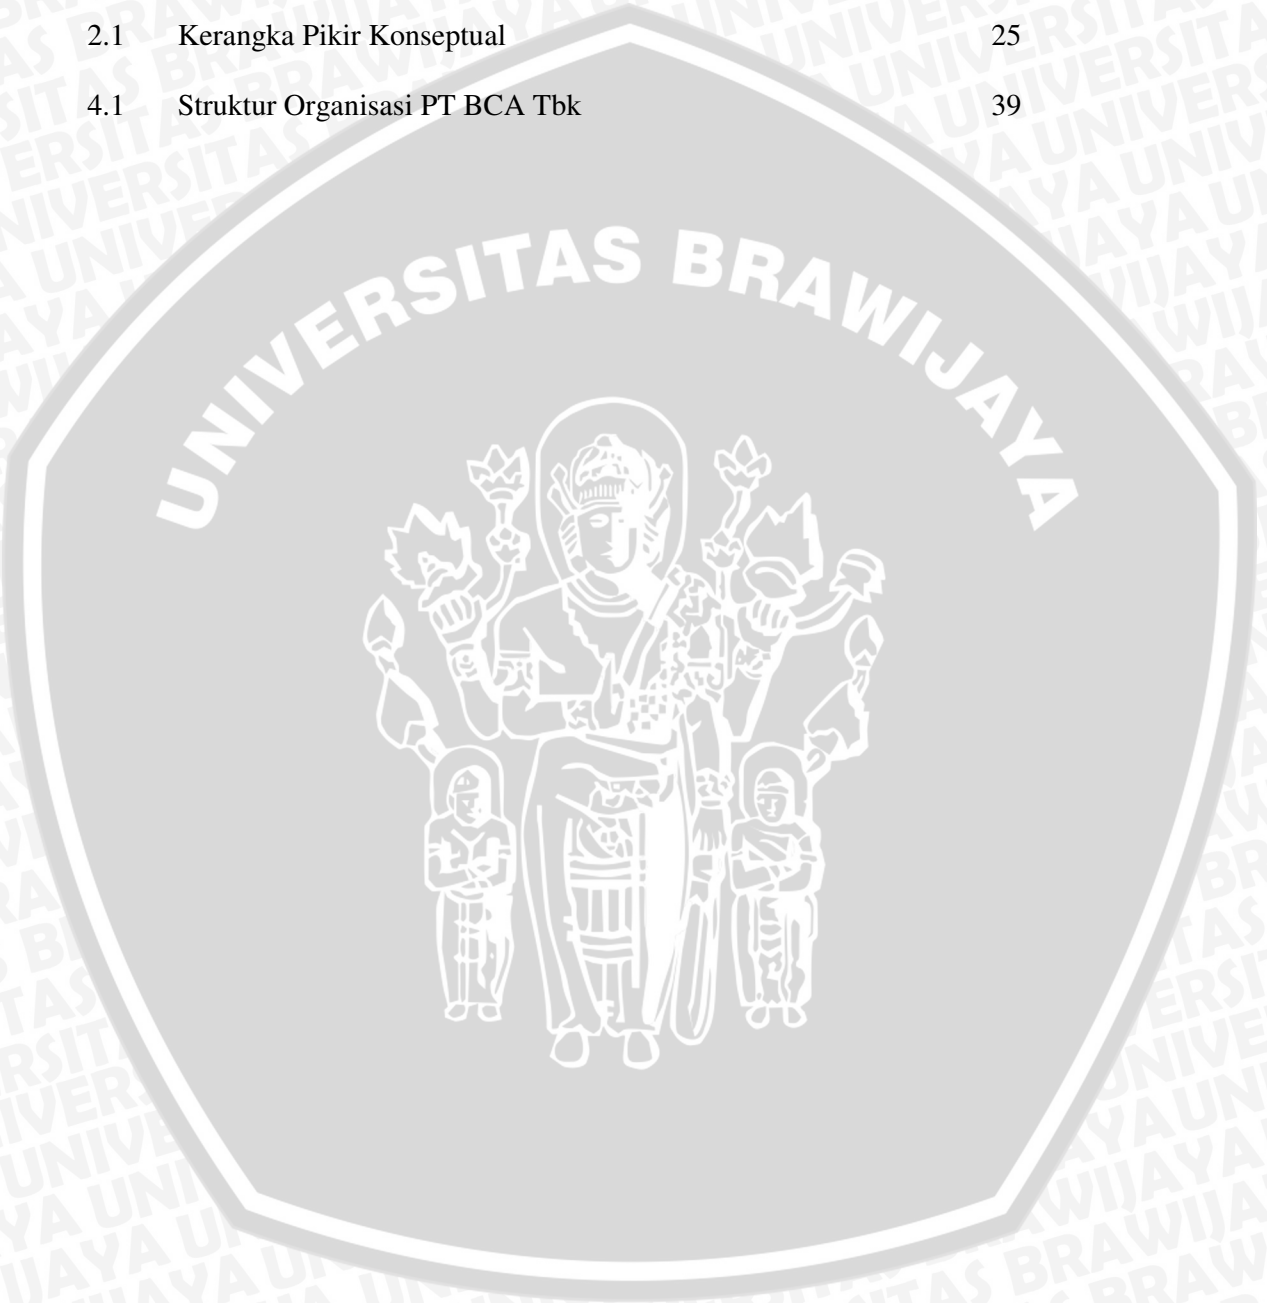 2.1 Kerangka Pikir Konseptual 25
4.1 Struktur Organisasi PT BCA Tbk 39
UNIVERSITAS BRAWIJAYA